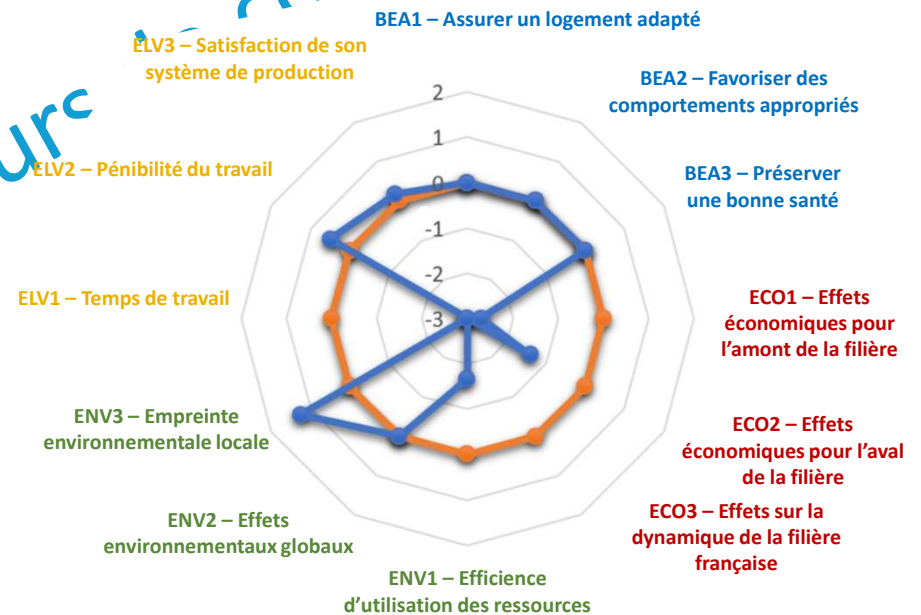 urs
BEA1 – Assurer un logement adapté
ELV3 – Satisfaction de son
système de production
BEA2 – Favoriser des
comportements appropriés
2
1
0
-1
-2
-3
ELV2 – Pénibilité du travail
BEA3 – Préserver
une bonne santé
ELV1 – Temps de travail
ECO1 – Effets
économiques pour
l’amont de la filière
ENV3 – Empreinte
environnementale locale
ECO2 – Effets
économiques pour l’aval
de la filière
ENV2 – Effets
environnementaux globaux
ECO3 – Effets sur la
dynamique de la filière
française
ENV1 – Efficience
d’utilisation des ressources